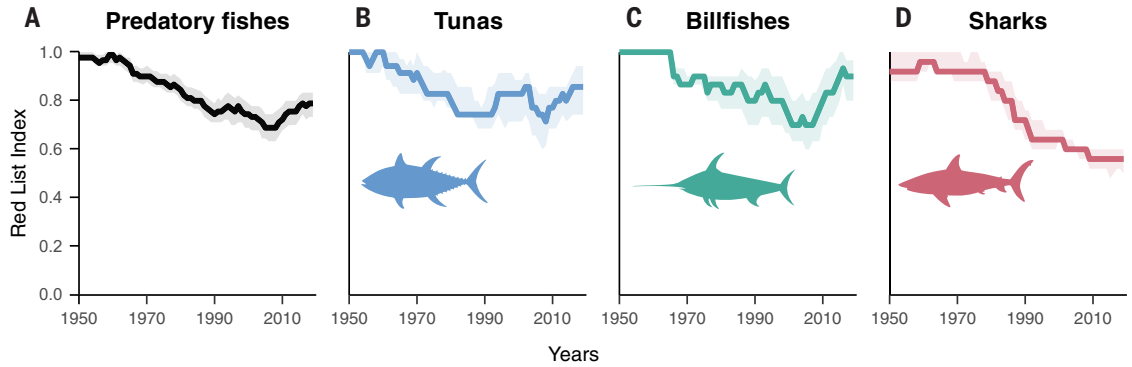 A Predatory fishes
B Tunas
C Billfishes
D Sharks
Red List Index
1.0
0.8
0.6
0.4
0.2
0.0
1950 1970 1990 2010
1950 1970 1990 2010
1950 1970 1990 2010
1950 1970 1990 2010
Years